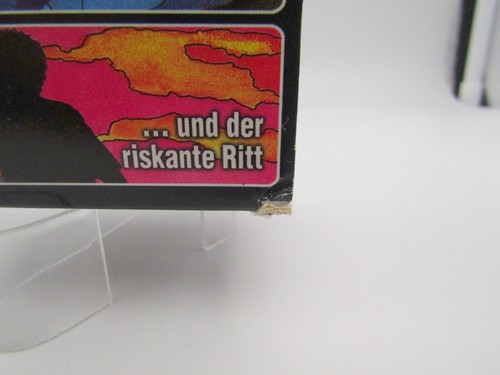 ... und der
riskante Ritt